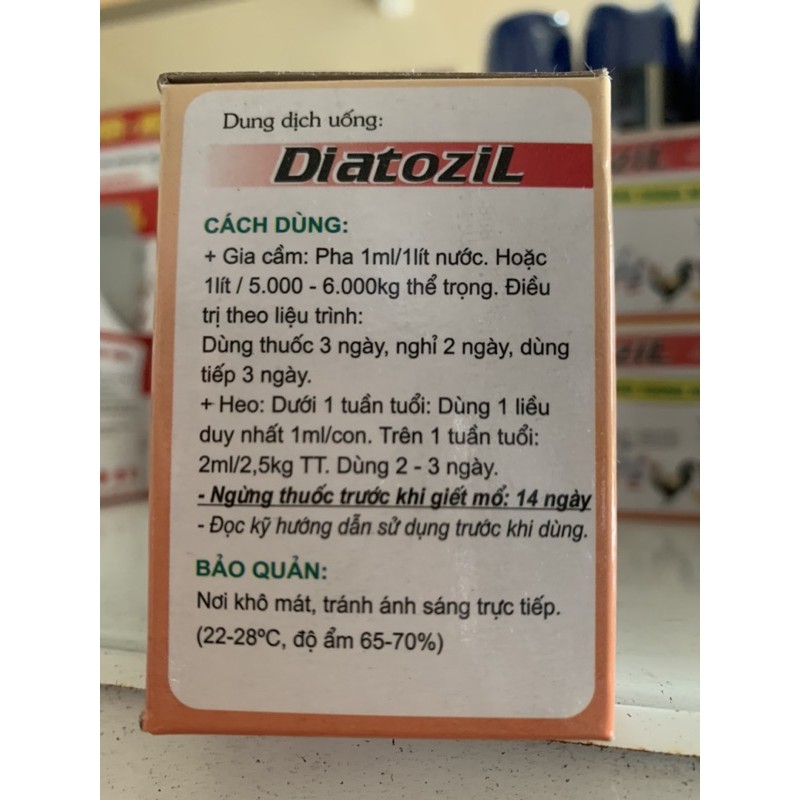 Dung dịch uống:
DiatoziL
CÁCH DÙNG:
+ Gia cầm: Pha 1ml/1lít nước. Hoặc
1lít / 5.000 - 6.000kg thể trọng. Điều
trị theo liệu trình:
Dùng thuốc 3 ngày, nghỉ 2 ngày, dùng
tiếp 3 ngày.
+ Heo: Dưới 1 tuần tuổi: Dùng 1 liều
duy nhất 1ml/con. Trên 1 tuần tuổi:
2ml/2,5kg TT. Dùng 2 - 3 ngày.
- Ngừng thuốc trước khi giết mổ: 14 ngày
- Đọc kỹ hướng dẫn sử dụng trước khi dùng.
BẢO QUẢN:
Nơi khô mát, tránh ánh sáng trực tiếp.
(22-28ºC, độ ẩm 65-70%)